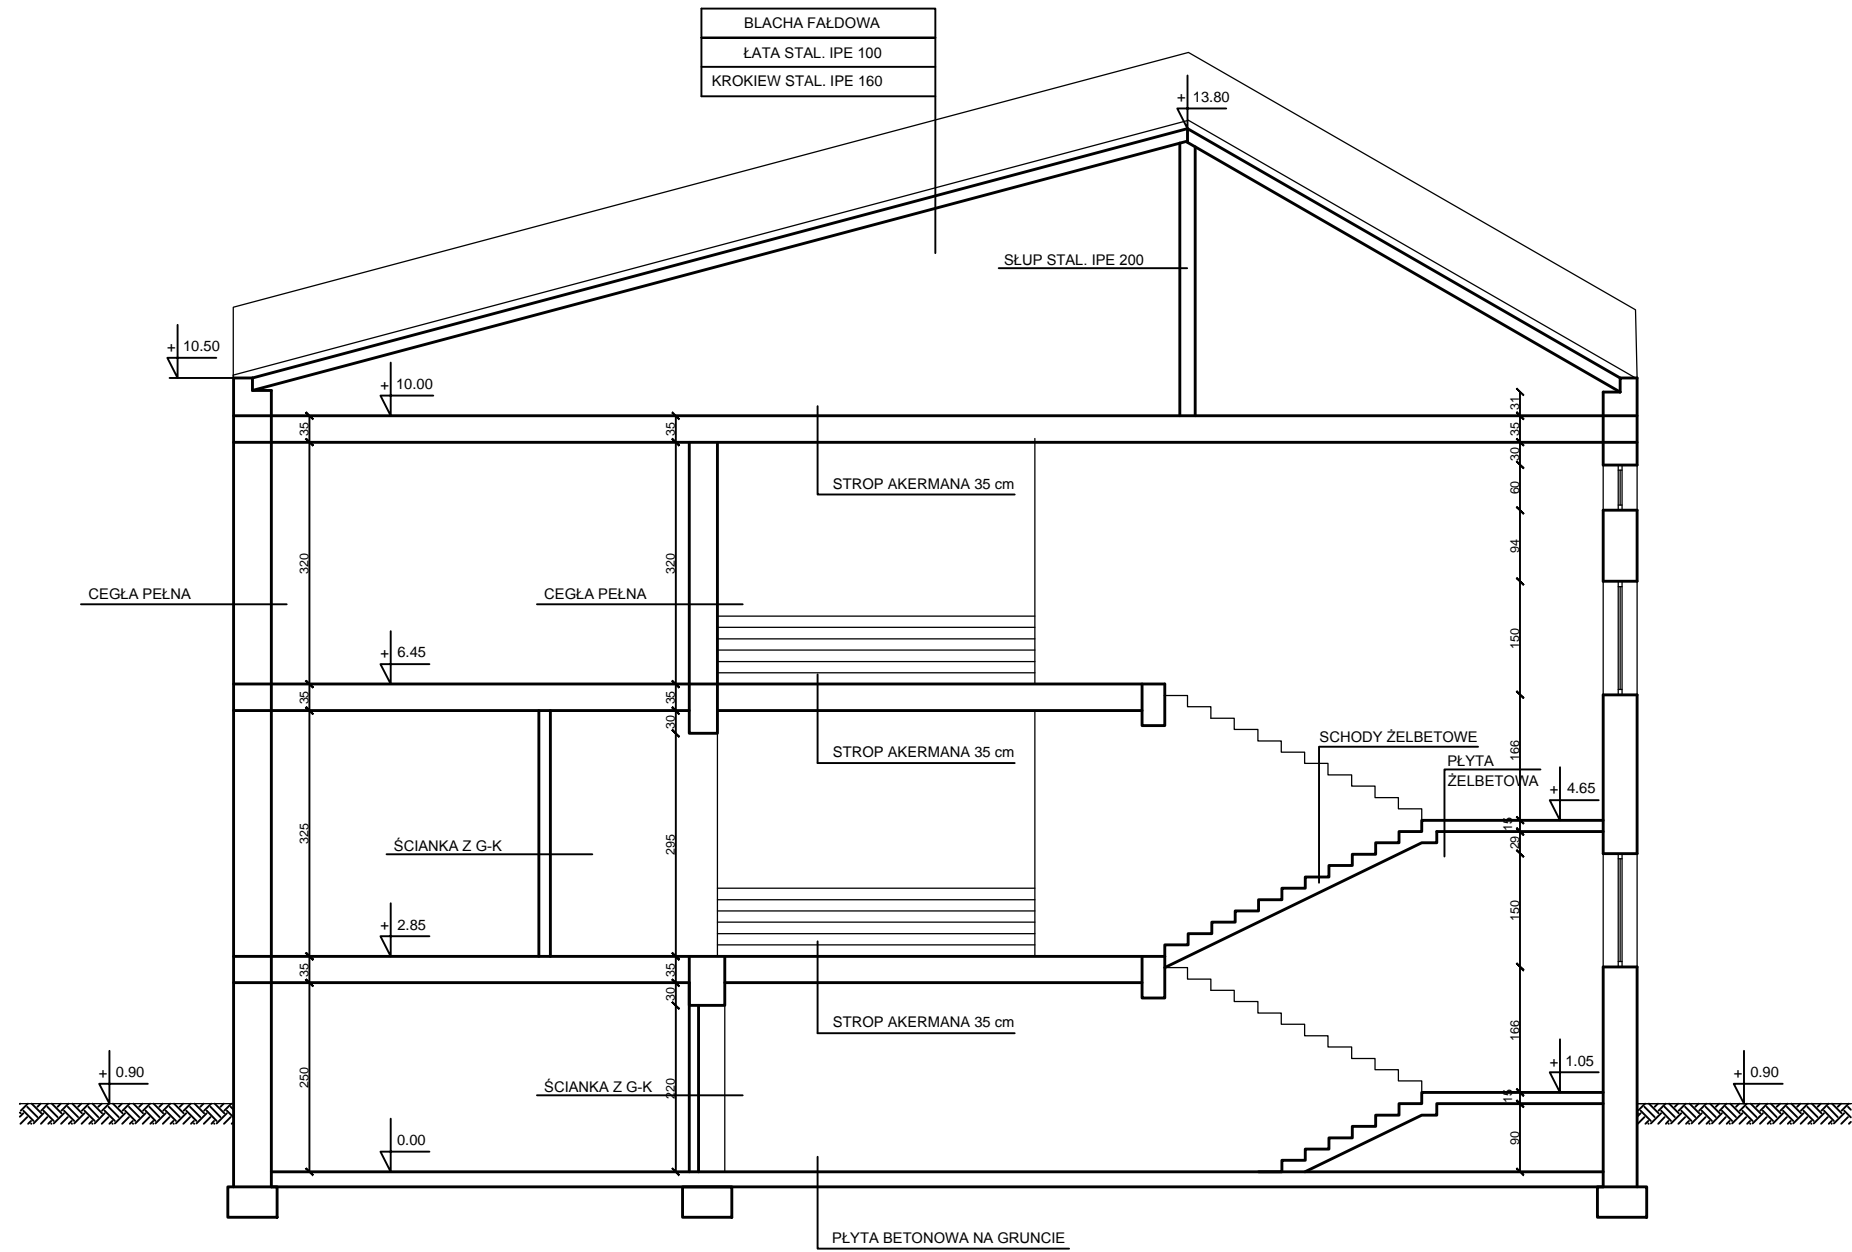 BLACHA FAŁDOWA
ŁATA STAL. IPE 100
KROKIEW STAL. IPE 160
+ 13.80
SŁUP STAL. IPE 200
+ 10.50
+ 10.00
31
35
35
35
30
60
STROP AKERMANA 35 cm
94
320
320
CEGŁA PEŁNA
CEGŁA PEŁNA
150
+ 6.45
35
35
30
SCHODY ŻELBETOWE
166
STROP AKERMANA 35 cm
PŁYTA
ŻELBETOWA
+ 4.65
15
29
325
295
ŚCIANKA Z G-K
150
+ 2.85
35
35
30
STROP AKERMANA 35 cm
166
+ 0.90
+ 1.05
+ 0.90
250
220
ŚCIANKA Z G-K
15
90
0.00
PŁYTA BETONOWA NA GRUNCIE